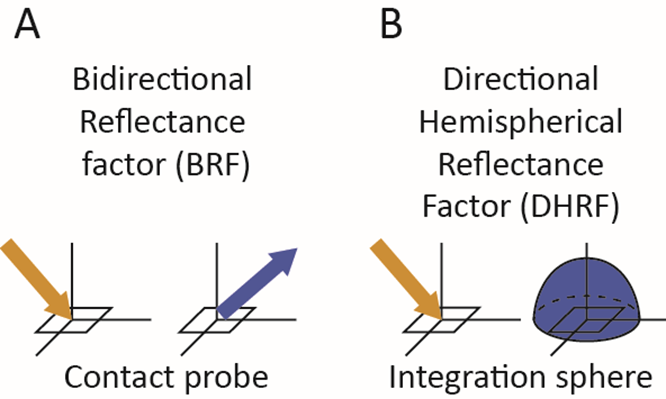 A
Bidirectional
Reflectance
factor (BRF)
Contact probe
B
Directional
Hemispherical
Reflectance
Factor (DHRF)
Integration sphere